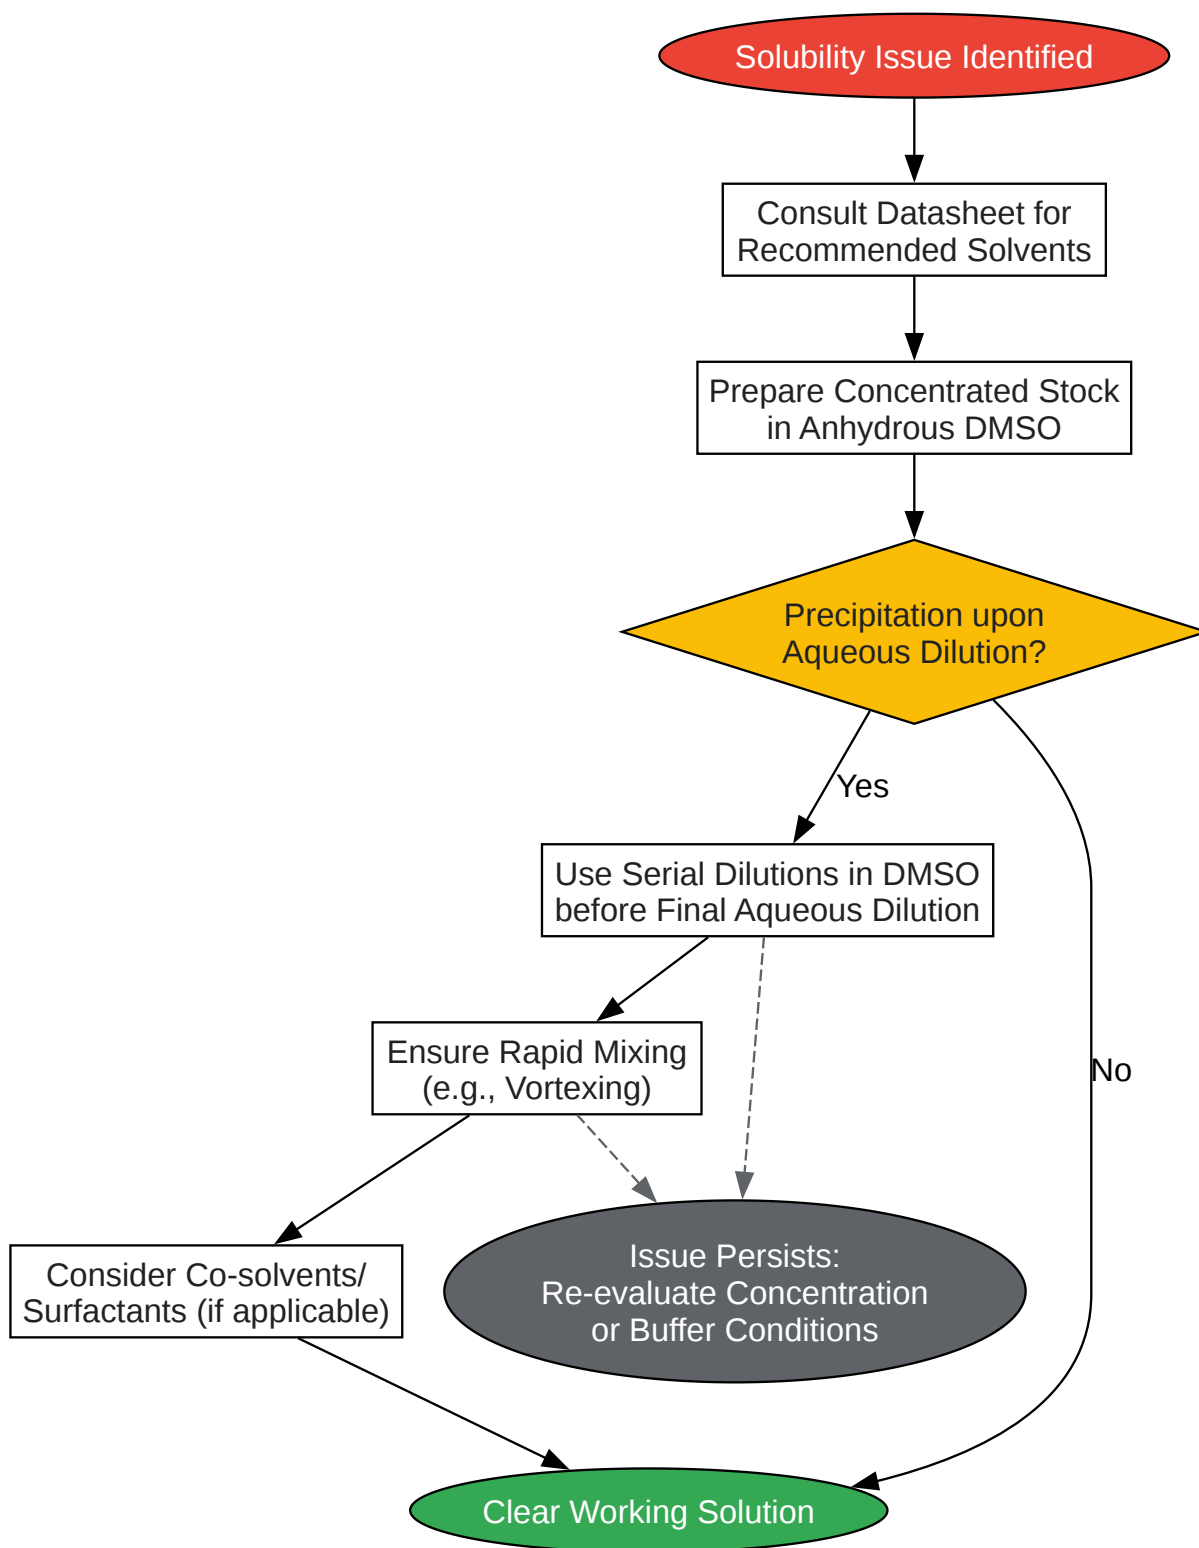 Solubility Issue Identified
Consult Datasheet for
Recommended Solvents
Prepare Concentrated Stock
in Anhydrous DMSO
Precipitation upon
Aqueous Dilution?
Yes
Use Serial Dilutions in DMSO
before Final Aqueous Dilution
Ensure Rapid Mixing
(e.g., Vortexing)
No
Consider Co-solvents/
Surfactants (if applicable)
Issue Persists:
Re-evaluate Concentration
or Buffer Conditions
Clear Working Solution